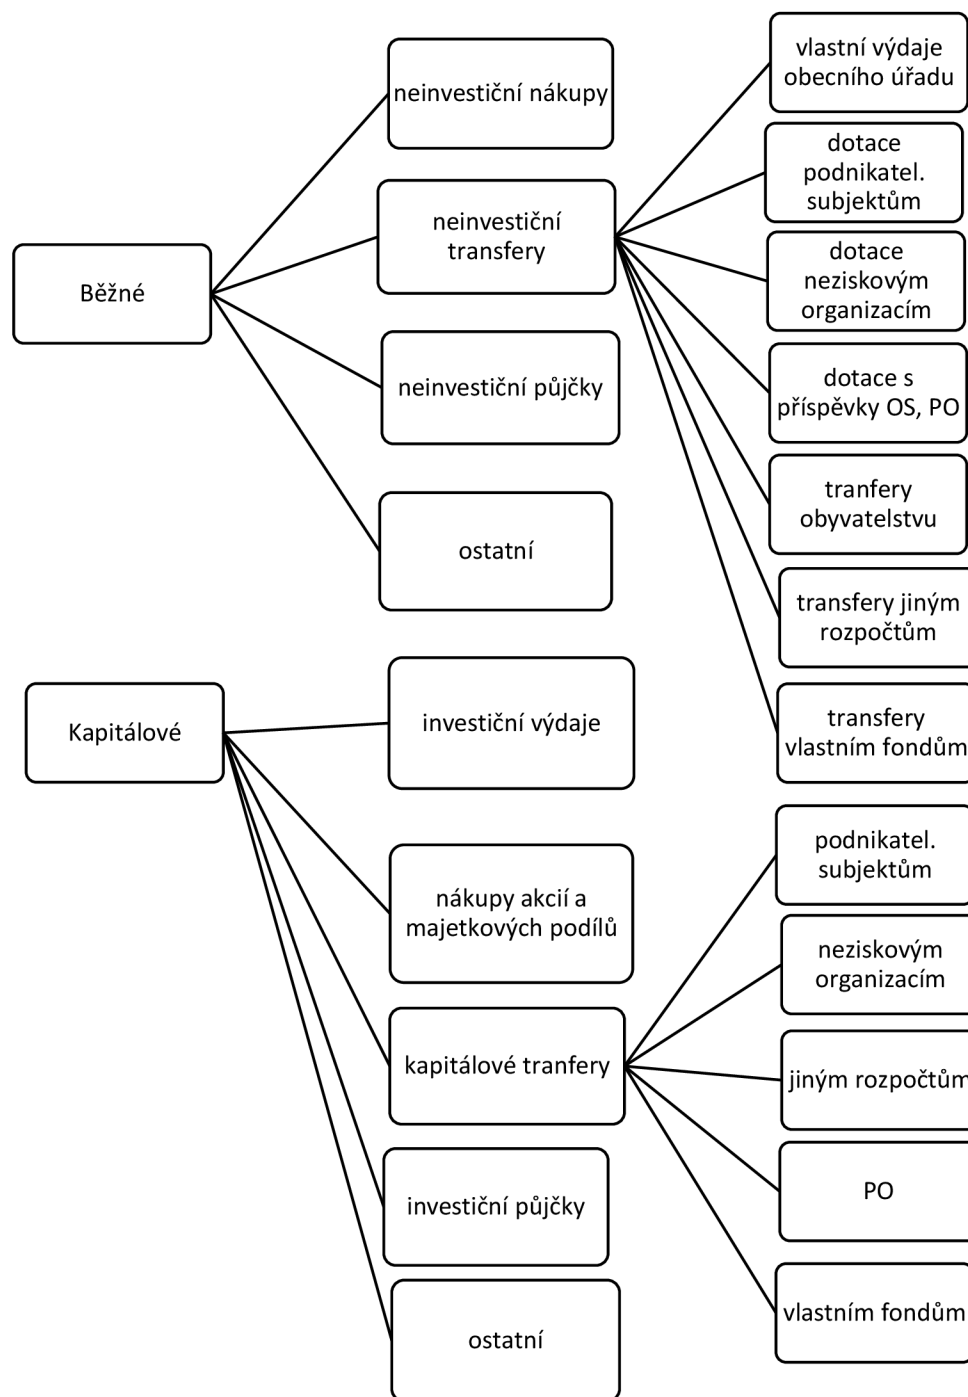 Běžné
neinvestiční nákupy
neinvestiční
transfery
neinvestiční půjčky
ostatní
vlastní výdaje
obecního úřadu
dotace
podnikatel.
subjektům
dotace
neziskovým
organizacím
dotace s
příspěvky OS, PO
tranfery
obyvatelstvu
transfery jiným
rozpočtům
transfery
vlastním fondům
Kapitálové
investiční výdaje
nákupy akcií a
majetkových podílů
kapitálové tranfery
investiční půjčky
ostatní
podnikatel.
subjektům
neziskovým
organizacím
jiným rozpočtům
PO
vlastním fondům